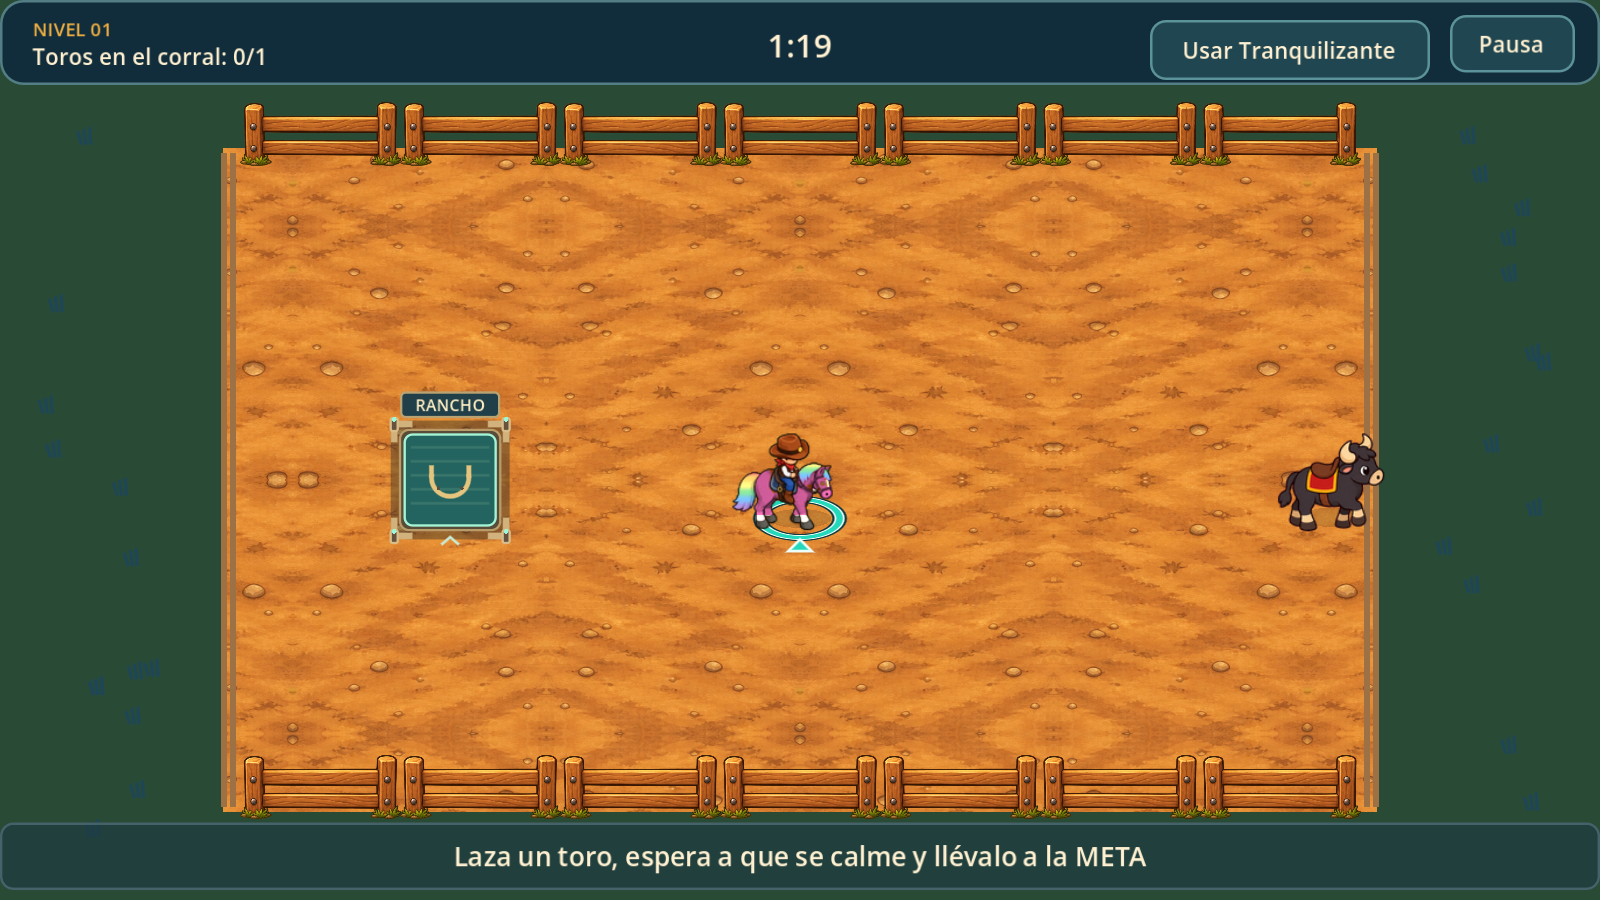 NIVEL 01
Toros en el corral: 0/1
1:19
Usar Tranquilizante
Pausa
RANCHO
Laza un toro, espera a que se calme y llévalo a la META